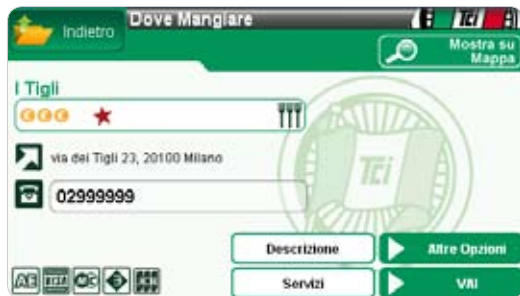 Dove Mangiare
Tci
Indietro
Mostra su
Mappa
I Tigli
via dei Tigli 23, 20100 Milano
Tci
02999999
Descrizione
Altre Opzioni
Servizi
VAI